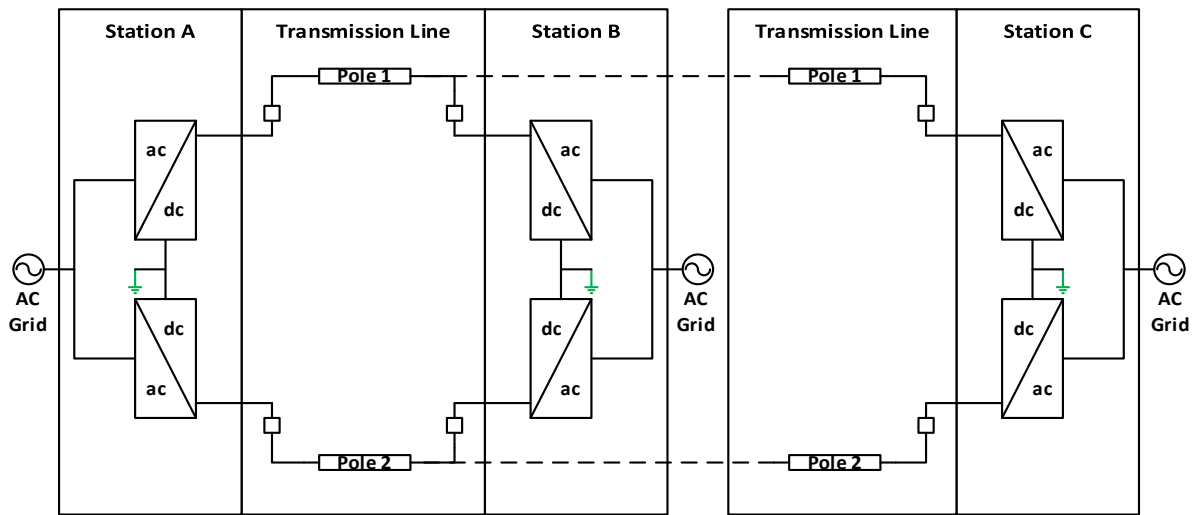 Station A
Transmission Line
Station B
Transmission Line
Station C
Pole 1
Pole 1
ac
dc
ac
dc
ac
dc
AC
Grid
AC
Grid
AC
Grid
dc
ac
dc
ac
dc
ac
Pole 2
Pole 2